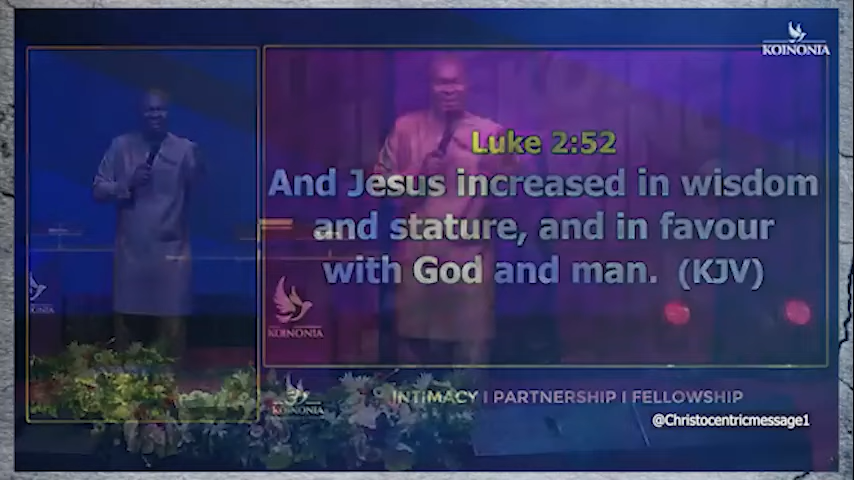 KOINONIA
Luke 2:52
And Jesus increased in wisdom
and stature, and in favour
with God and man. (KJV)
KOINONIA
KOINONIA
INTIMACY | PARTNERSHIP | FELLOWSHIP
@Christocentricmessage1